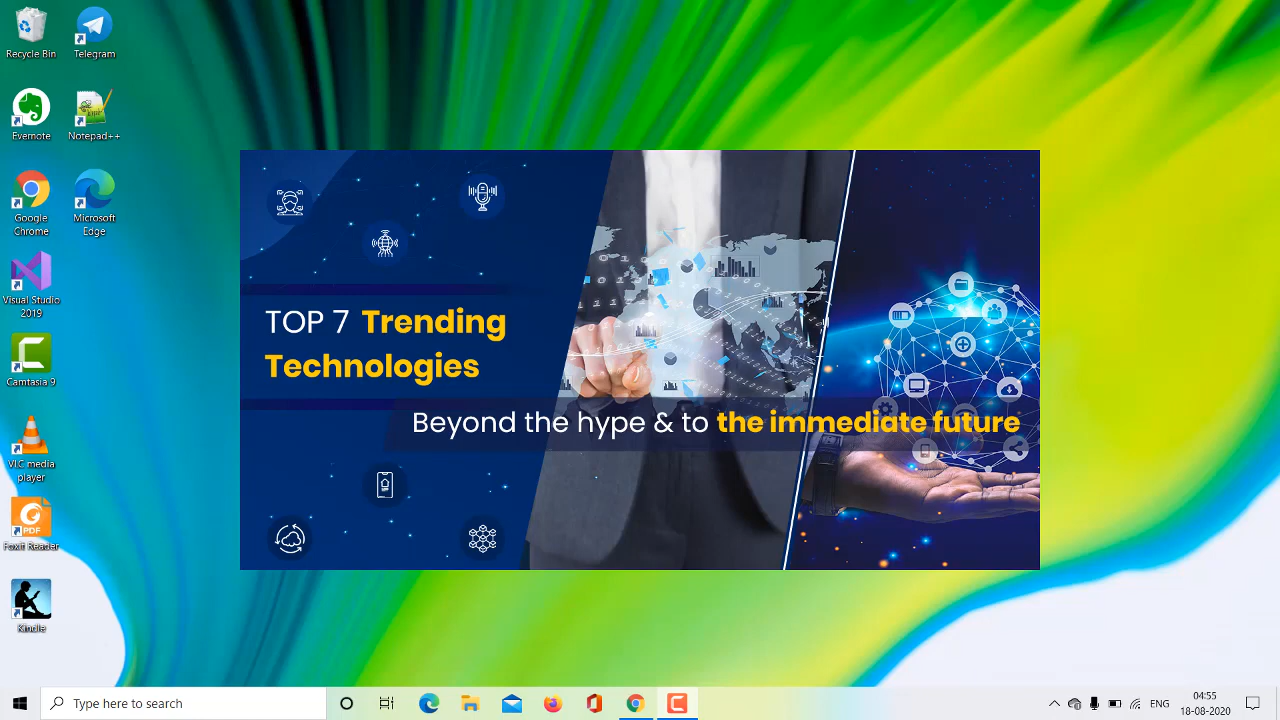 Recycle Bin
Telegram
Evernote
Notepad++
Google
Chrome
Microsoft
Edge
Visual Studio
2019
Camtasia 9
VLC media
player
PDF
Foxit Reader
Kindle
TOP 7 Trending
Technologies
Beyond the hype & to the immediate future
Type here to search
ENG
04:55
18-08-2020